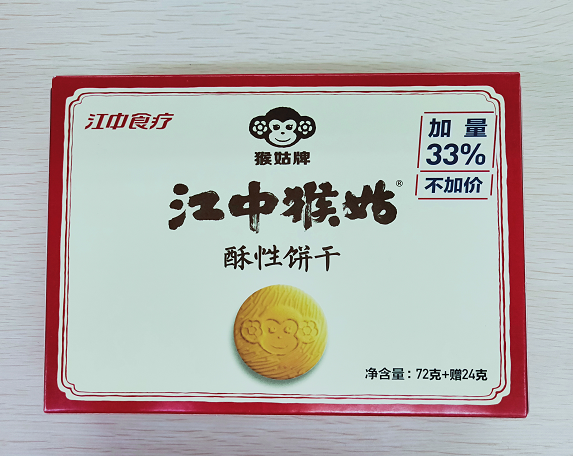 江中食疗
猴姑牌
加量
33%
不加价
江中猴姑®
酥性饼干
净含量：72克+赠24克